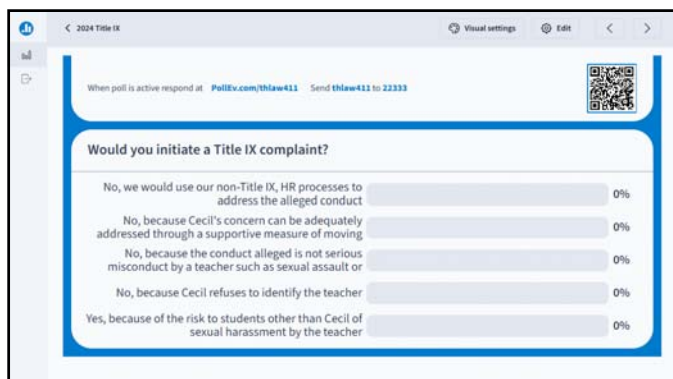 2024 Title IX
Visual settings
Edit
When poll is active respond at PollEv.com/thlaw411 Send thlaw411 to 22333
Would you initiate a Title IX complaint?
No, we would use our non-Title IX, HR processes to
address the alleged conduct
0%
No, because Cecil's concern can be adequately
addressed through a supportive measure of moving
0%
No, because the conduct alleged is not serious
misconduct by a teacher such as sexual assault or
0%
No, because Cecil refuses to identify the teacher
0%
Yes, because of the risk to students other than Cecil of
sexual harassment by the teacher
0%